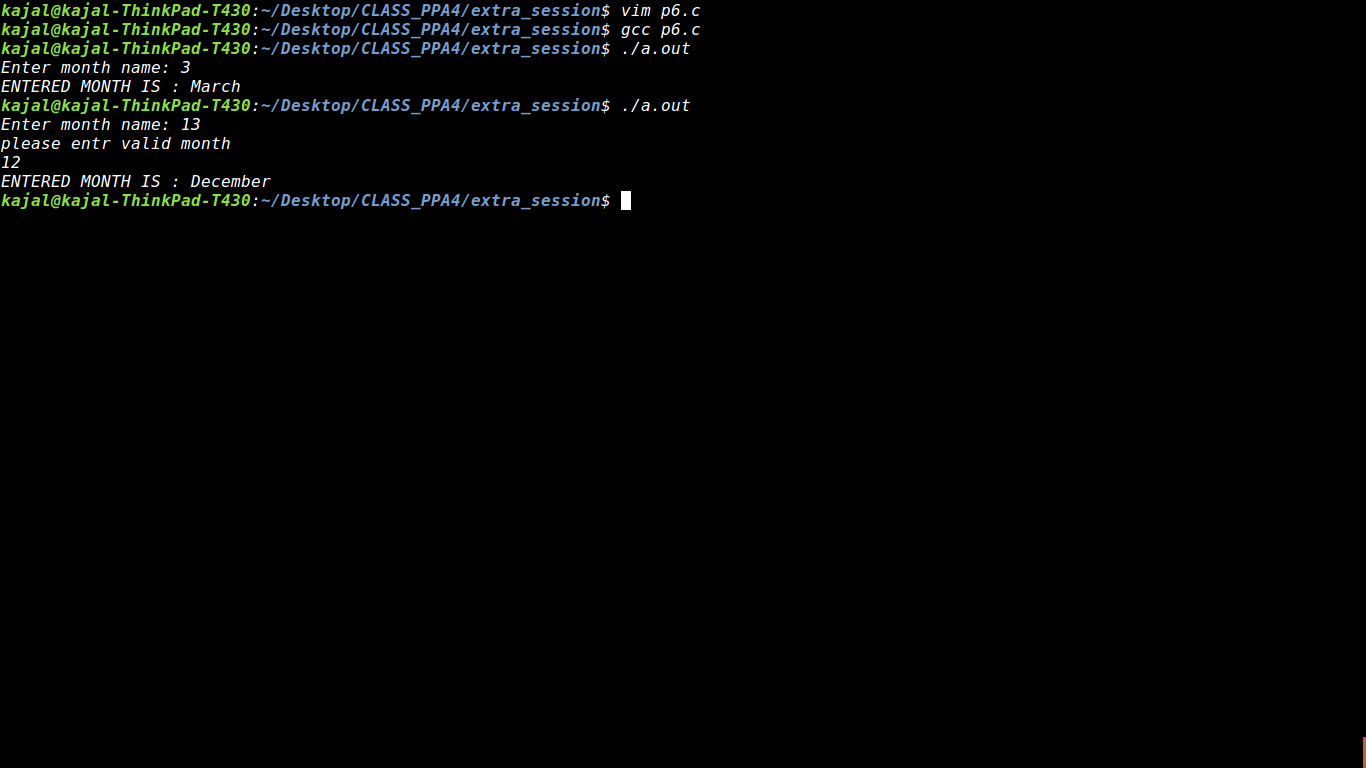 kajal@kajal-ThinkPad-T430:~/Desktop/CLASS_PPA4/extra_session$ vim p6.c
kajal@kajal-ThinkPad-T430:~/Desktop/CLASS_PPA4/extra_session$ gcc p6.c
kajal@kajal-ThinkPad-T430:~/Desktop/CLASS_PPA4/extra_session$ ./a.out
Enter month name: 3
ENTERED MONTH IS : March
kajal@kajal-ThinkPad-T430:~/Desktop/CLASS_PPA4/extra_session$ ./a.out
Enter month name: 13
please entr valid month
12
ENTERED MONTH IS : December
kajal@kajal-ThinkPad-T430:~/Desktop/CLASS_PPA4/extra_session$